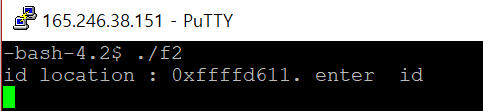 165.246.38.151 - PuTTY
-bash-4.2$ ./f2
id location : 0xffffd611. enter  id